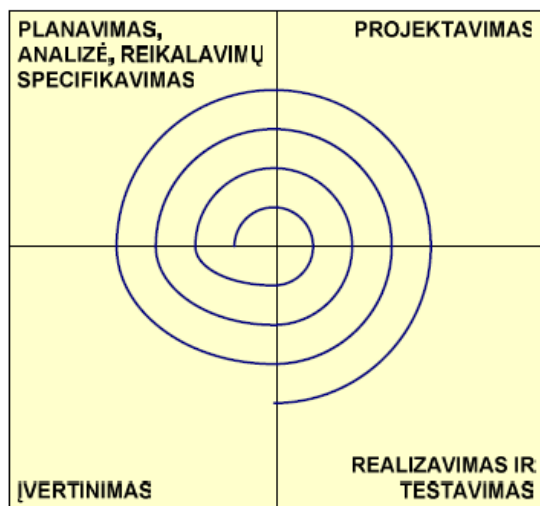 PLANAVIMAS,
ANALIZĖ, REIKALAVIMŲ
SPECIFIKAVIMAS
PROJEKTAVIMAS
ĮVERTINIMAS
REALIZAVIMAS IR
TESTAVIMAS